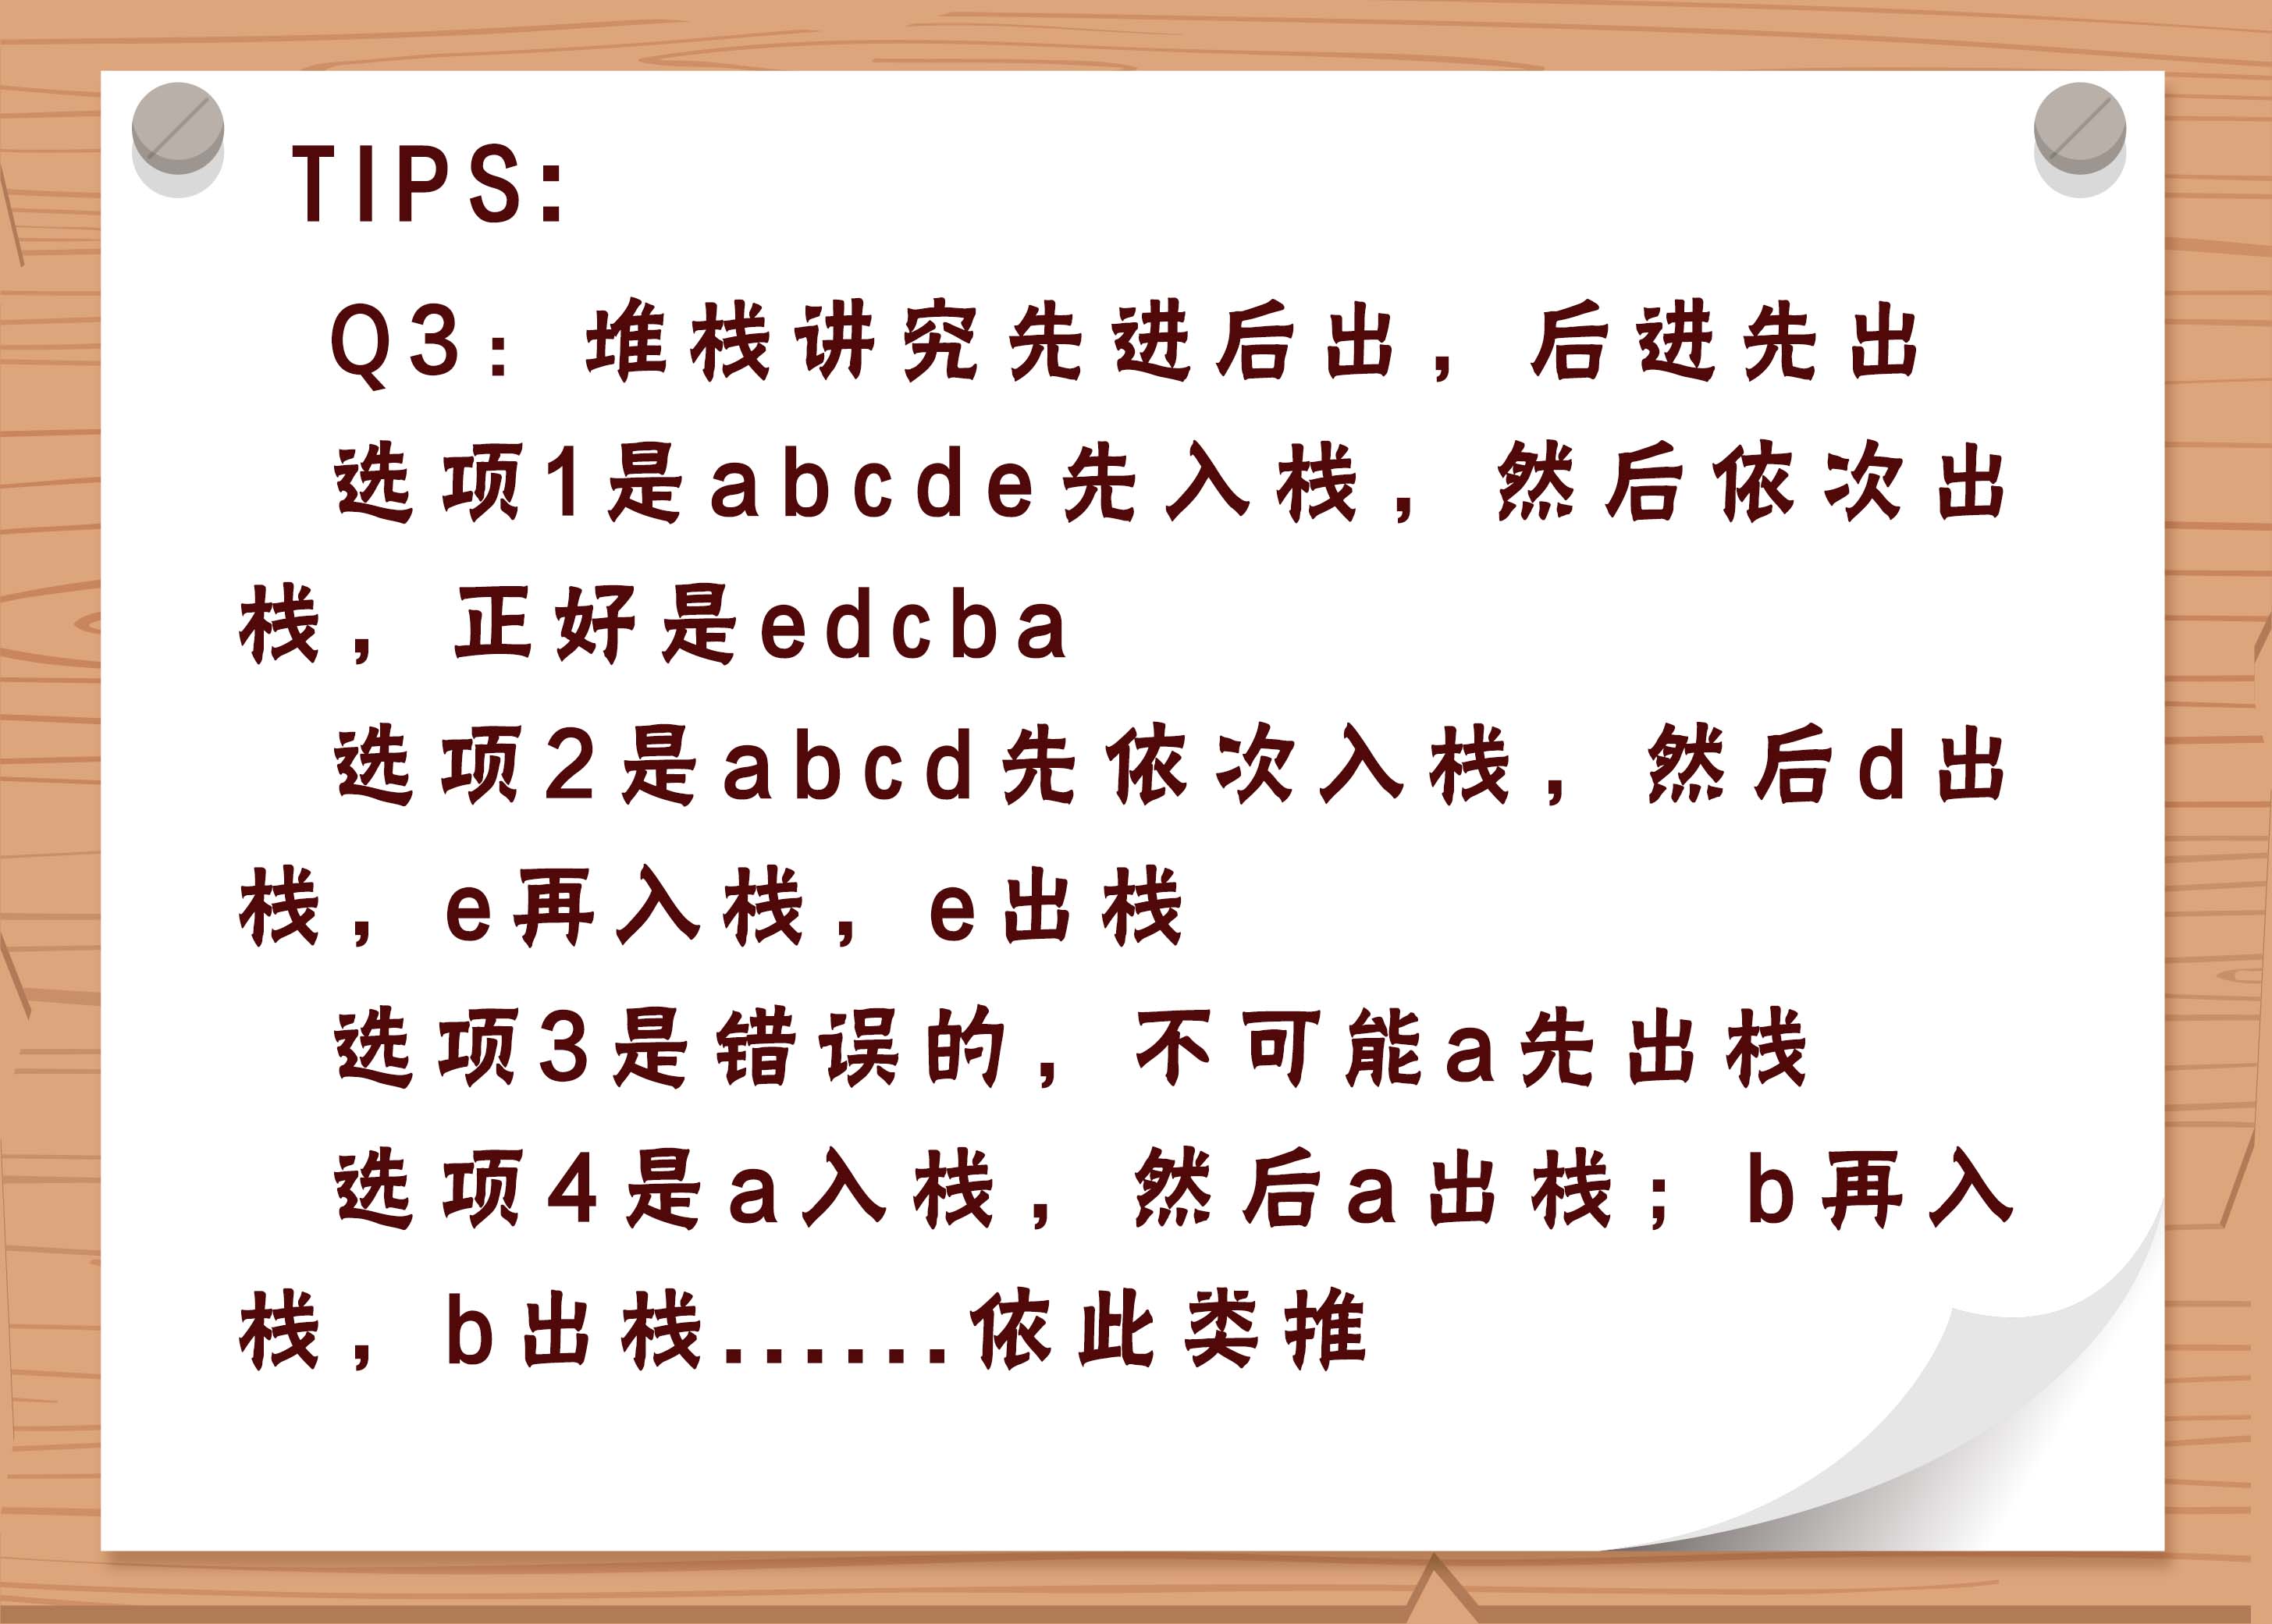 TIPS:
Q3：堆栈讲究先进后出，后进先出
选项1是abcde先入栈，然后依次出
栈，正好是edcba
选项2是abcd先依次入栈，然后d出
栈，e再入栈，e出栈
选项3是错误的，不可能a先出栈
选项4是a入栈，然后a出栈；b再入
栈，b出栈......依此类推